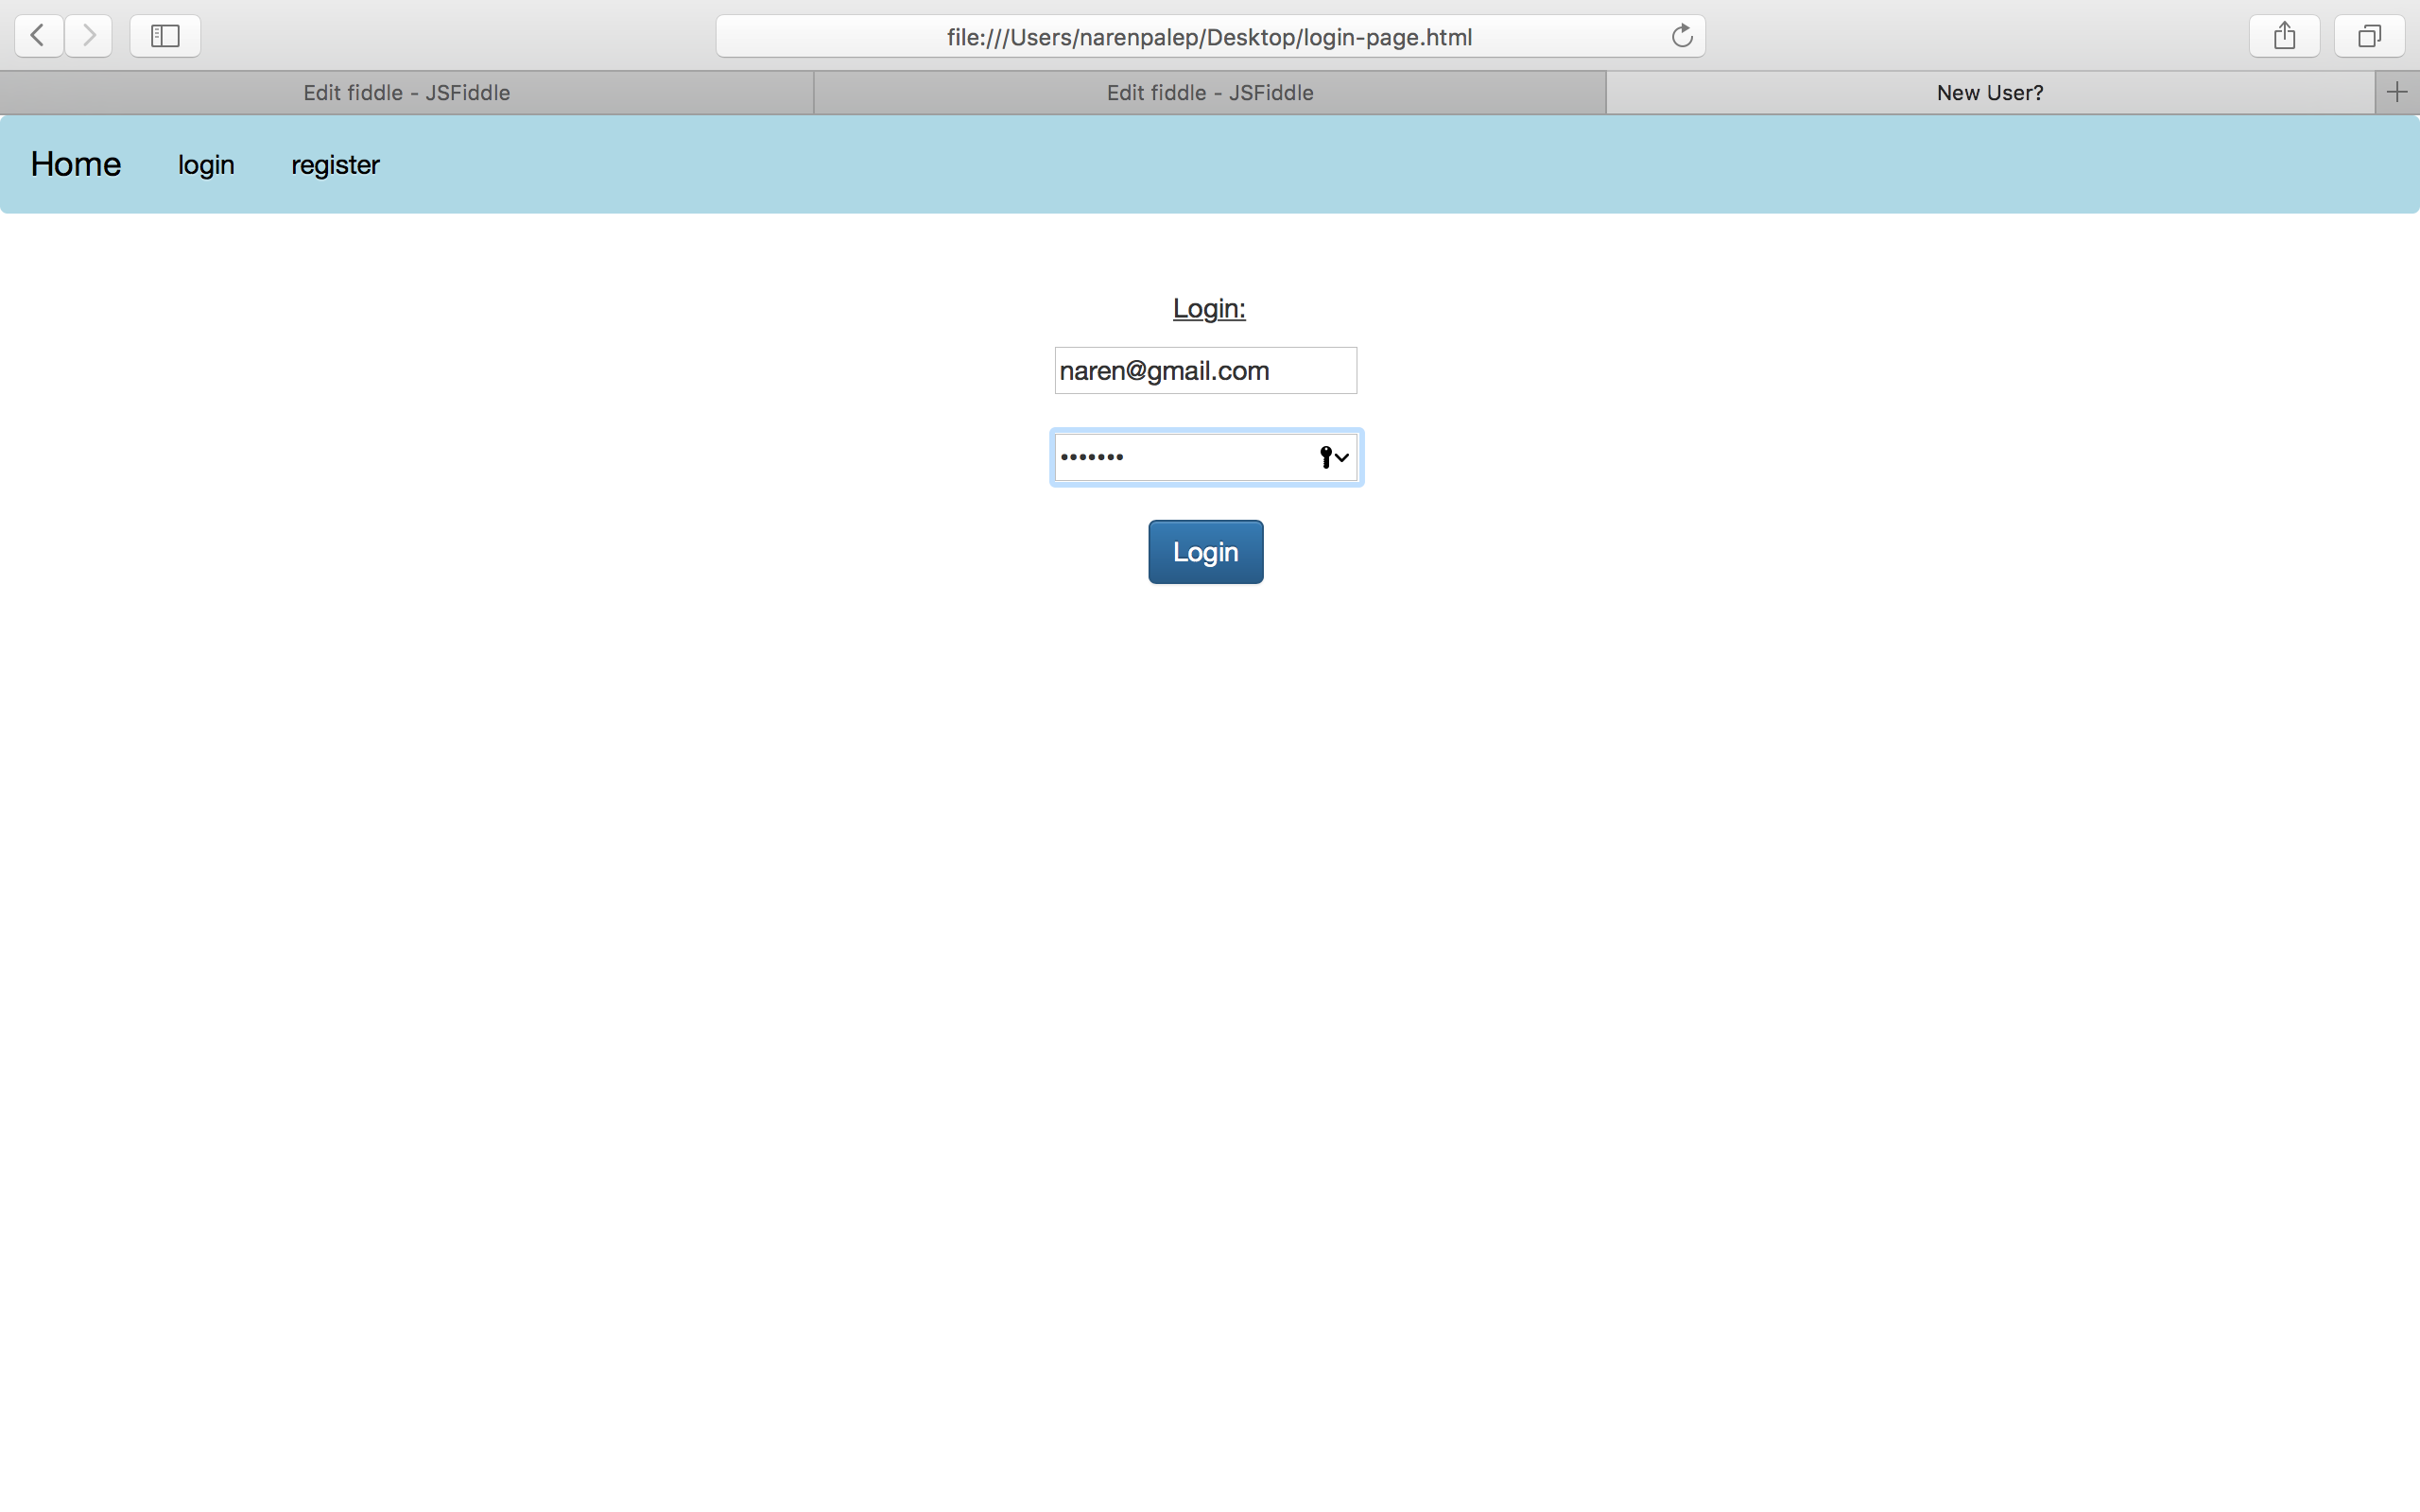 file:///Users/narenpalep/Desktop/login-page.html
Edit fiddle - JSFiddle
Edit fiddle - JSFiddle
New User?
Home login register
Login:
naren@gmail.com
•••••••
Login